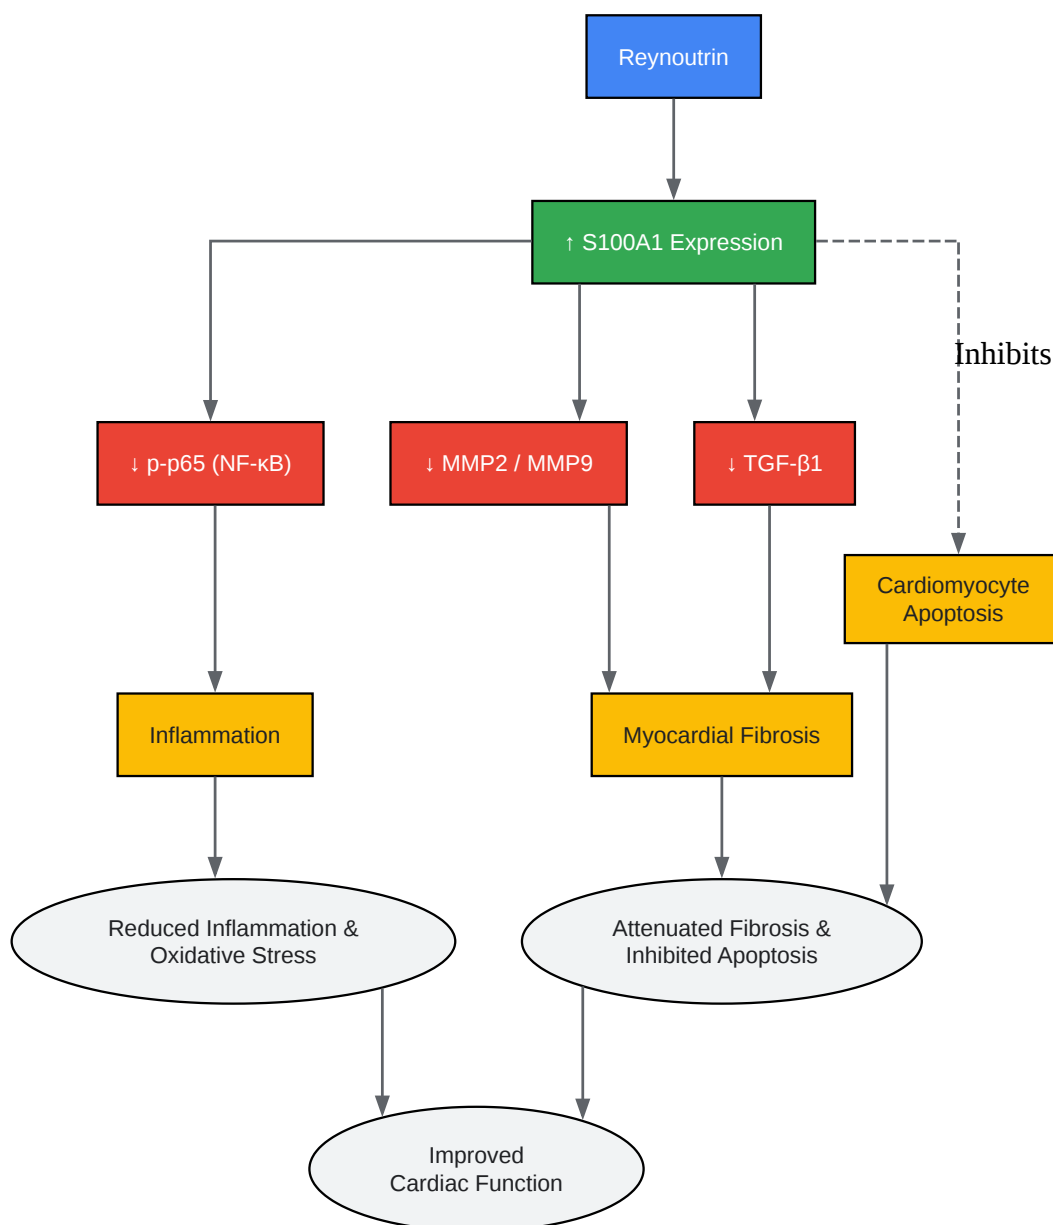 Reynoutrin
↑ S100A1 Expression
Inhibits
↓ p-p65 (NF-κB)
↓ MMP2 / MMP9
↓ TGF-β1
Cardiomyocyte
Apoptosis
Inflammation
Myocardial Fibrosis
Reduced Inflammation &
Oxidative Stress
Attenuated Fibrosis &
Inhibited Apoptosis
Improved
Cardiac Function